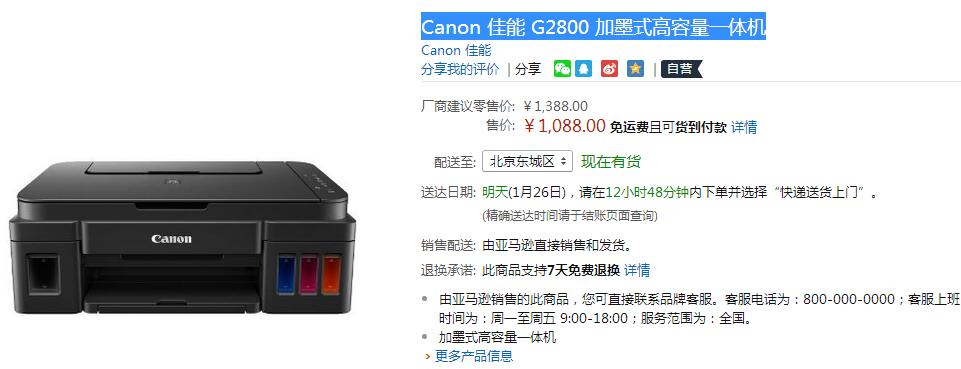 Canon 佳能 G2800 加墨式高容量一体机
Canon 佳能
分享我的评价 | 分享 | 自营
厂商建议零售价: ￥1,388.00
售价: ￥1,088.00 免运费且可货到付款 详情
配送至: 北京东城区 现在有货
送达日期: 明天(1月26日)，请在12小时48分钟内下单并选择“快递送货上门”。
(精确送达时间请于结账页面查询)
销售配送: 由亚马逊直接销售和发货。
退换承诺: 此商品支持7天免费退换 详情
由亚马逊销售的此商品，您可直接联系品牌客服。客服电话为：800-000-0000；客服上班
时间为：周一至周五 9:00-18:00；服务范围为：全国。
加墨式高容量一体机
更多产品信息
Canon